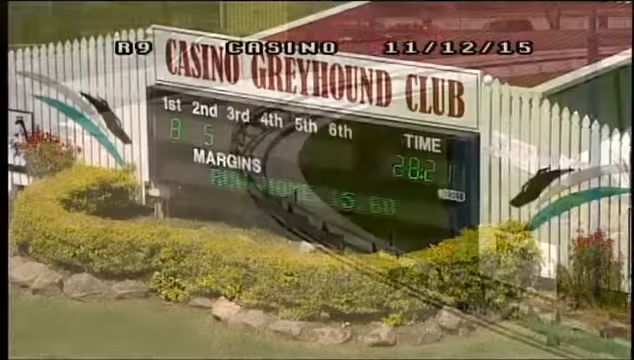 R9 CASINO 11/12/15
CASINO GREYHOUND CLUB
1st 2nd 3rd 4th 5th 6th
TIME
8 5
28:21
MARGINS